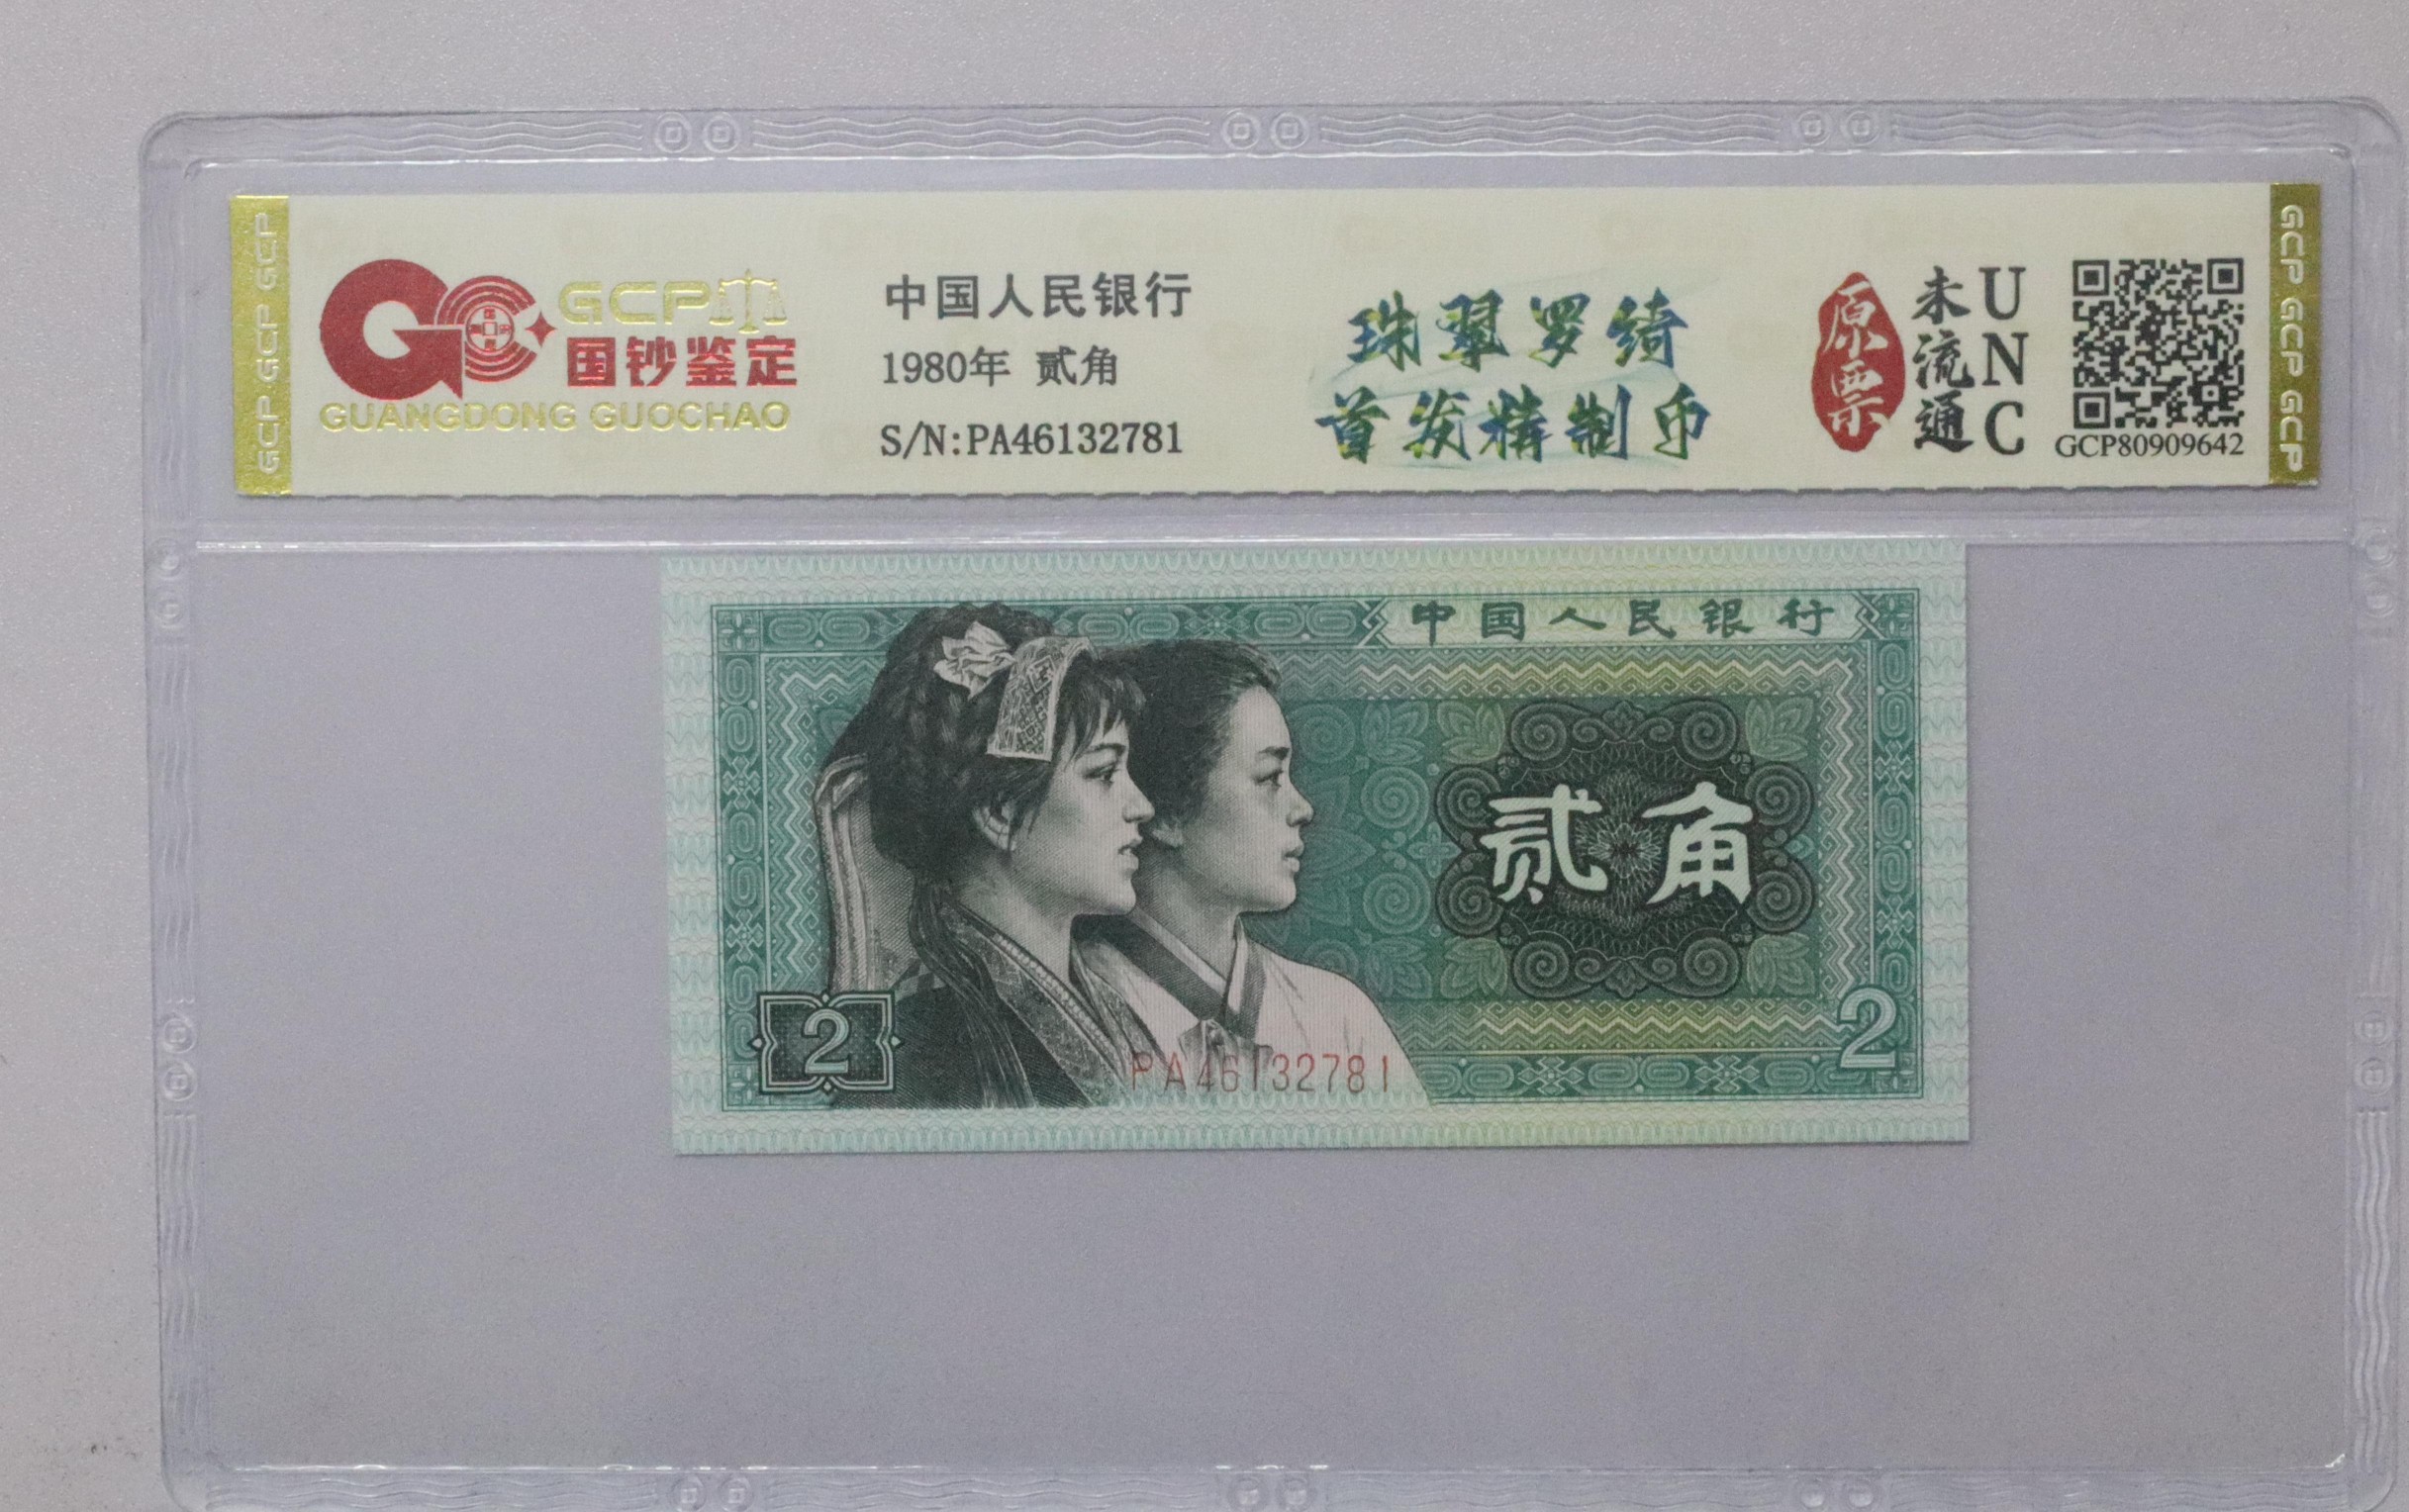 GCP GCP GCP
GCP
国钞鉴定
GUANGDONG GUOCHAO
中国人民银行
1980年 贰角
S/N:PA46132781
珠翠罗绮
首发精制币
原票
未流通
UNC
GCP80909642
GCP GCP GCP
中国人民银行
贰角
2
2
PA46132781